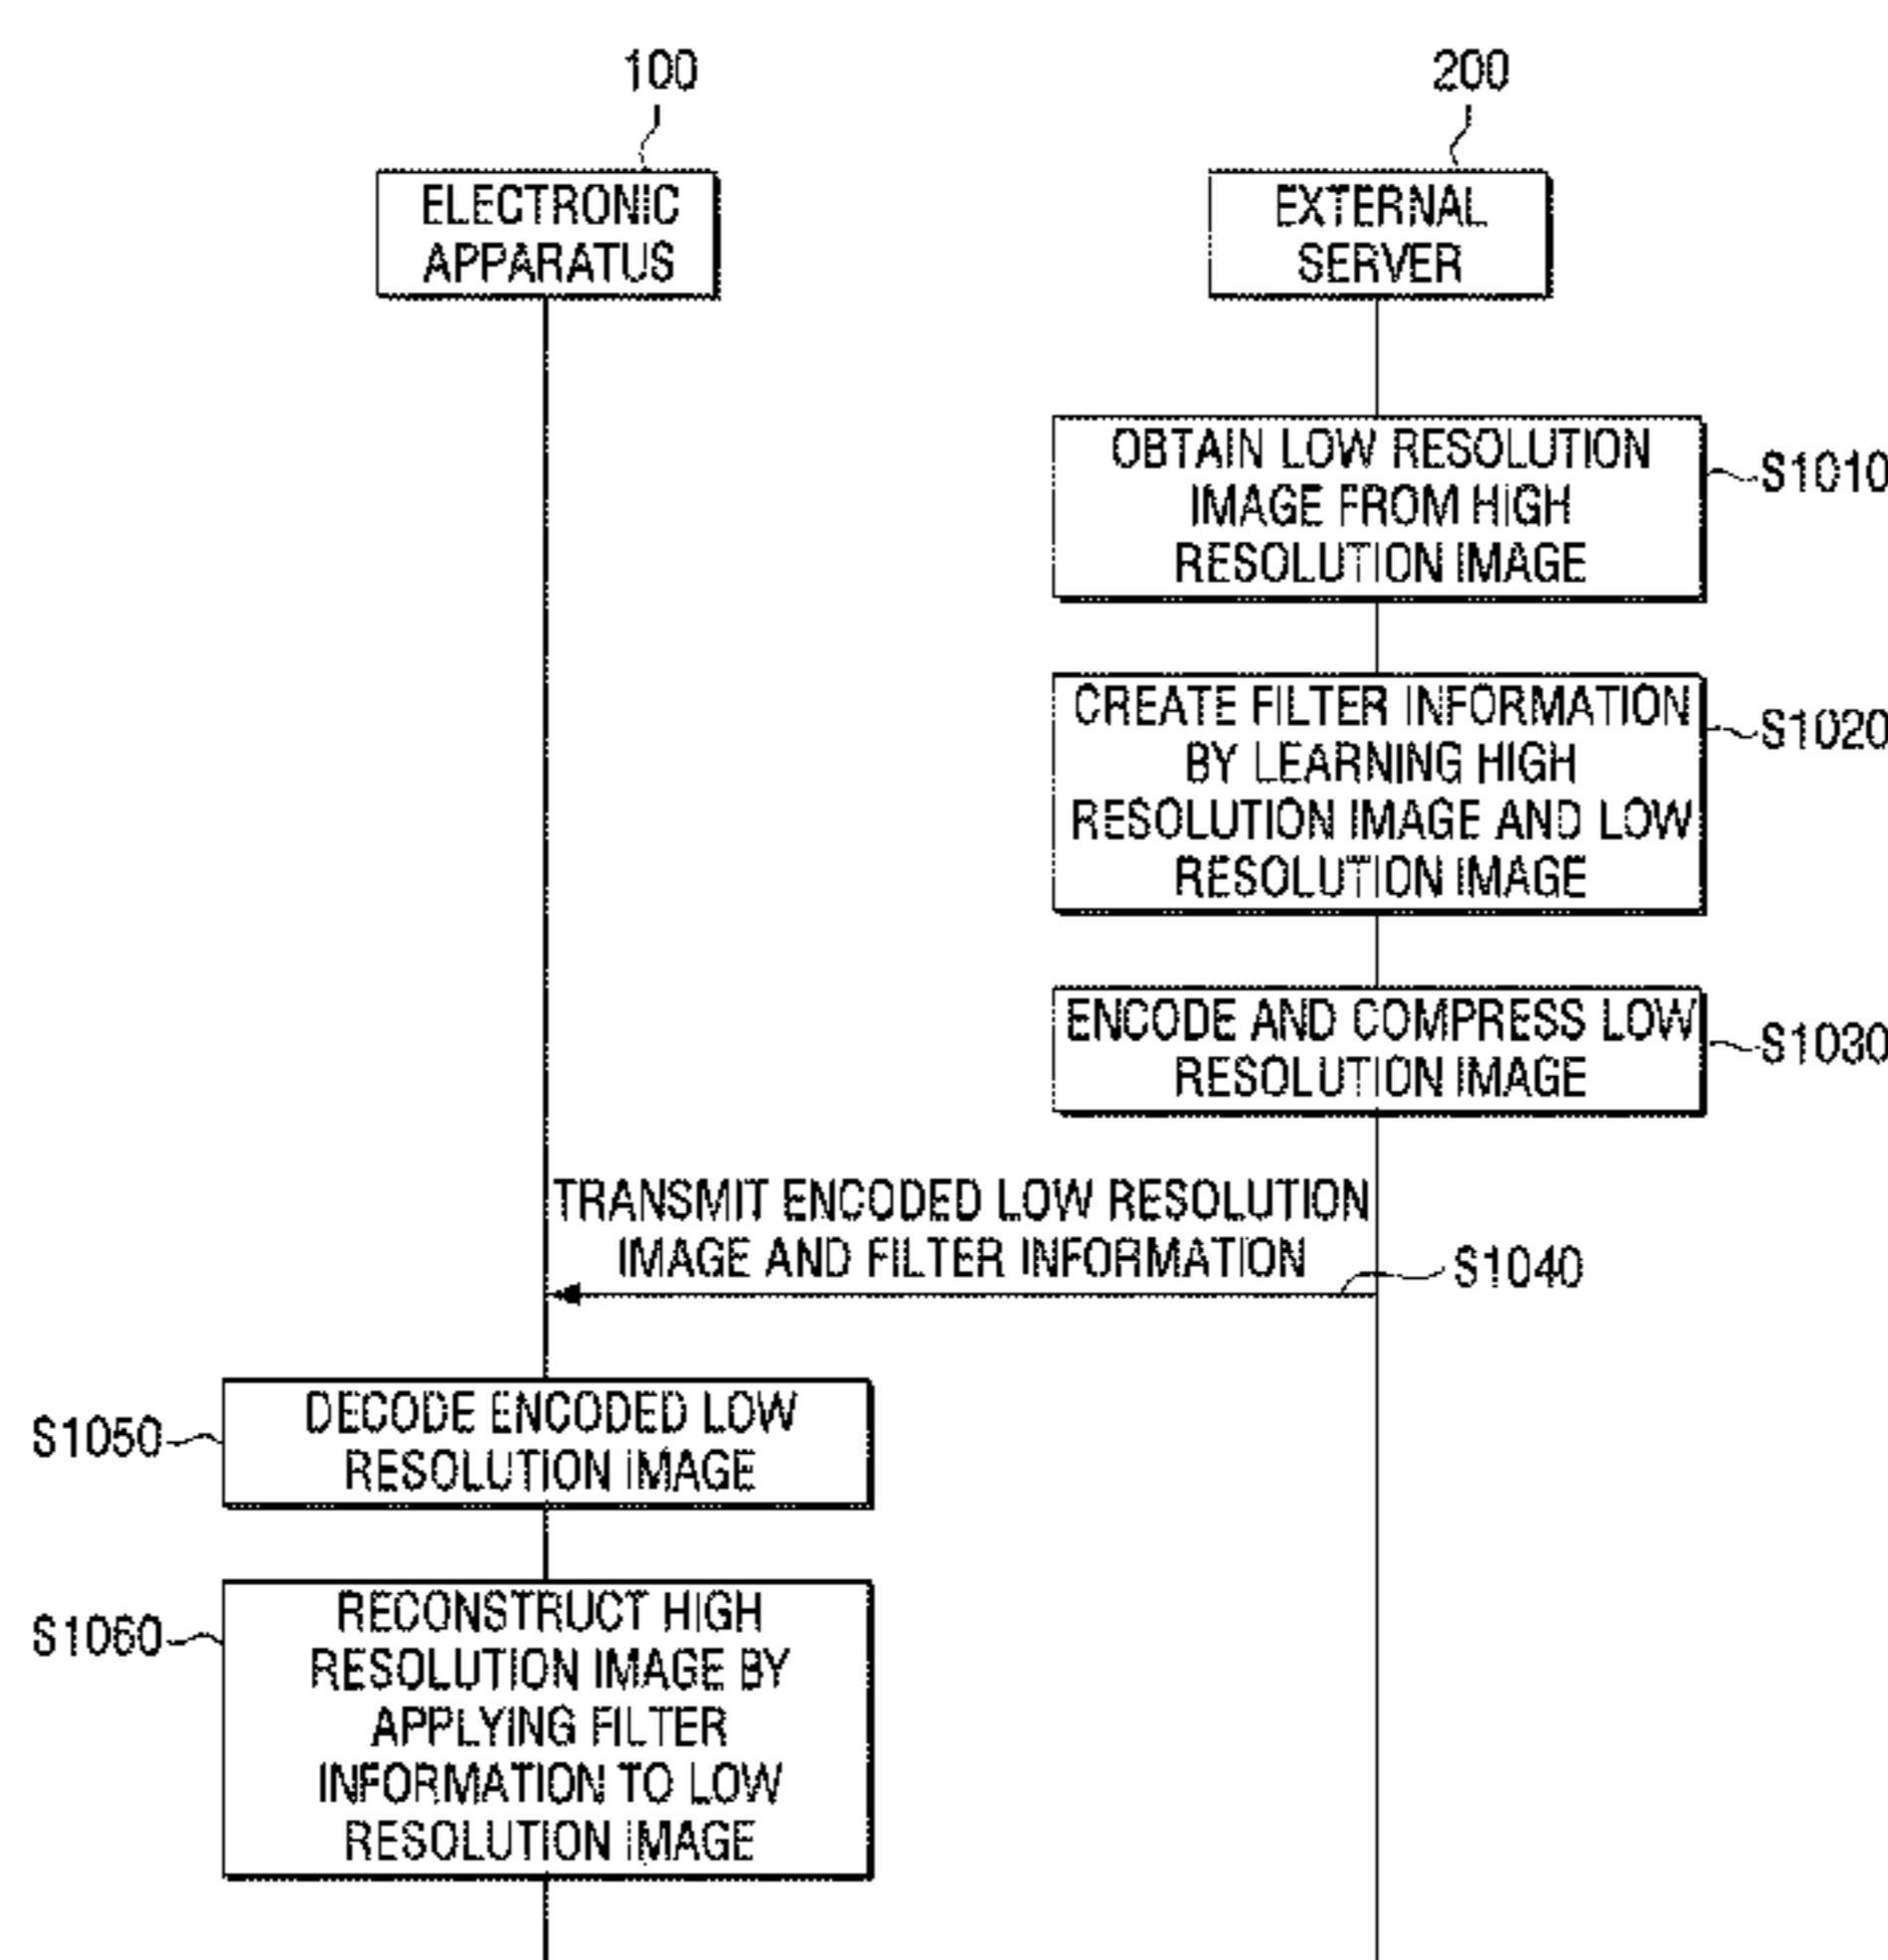 100
200
ELECTRONIC
APPARATUS
EXTERNAL
SERVER
OBTAIN LOW RESOLUTION
IMAGE FROM HIGH
RESOLUTION IMAGE
S1010
CREATE FILTER INFORMATION
BY LEARNING HIGH
RESOLUTION IMAGE AND LOW
RESOLUTION IMAGE
S1020
ENCODE AND COMPRESS LOW
RESOLUTION IMAGE
S1030
TRANSMIT ENCODED LOW RESOLUTION
IMAGE AND FILTER INFORMATION
S1040
S1050
DECODE ENCODED LOW
RESOLUTION IMAGE
S1060
RECONSTRUCT HIGH
RESOLUTION IMAGE BY
APPLYING FILTER
INFORMATION TO LOW
RESOLUTION IMAGE